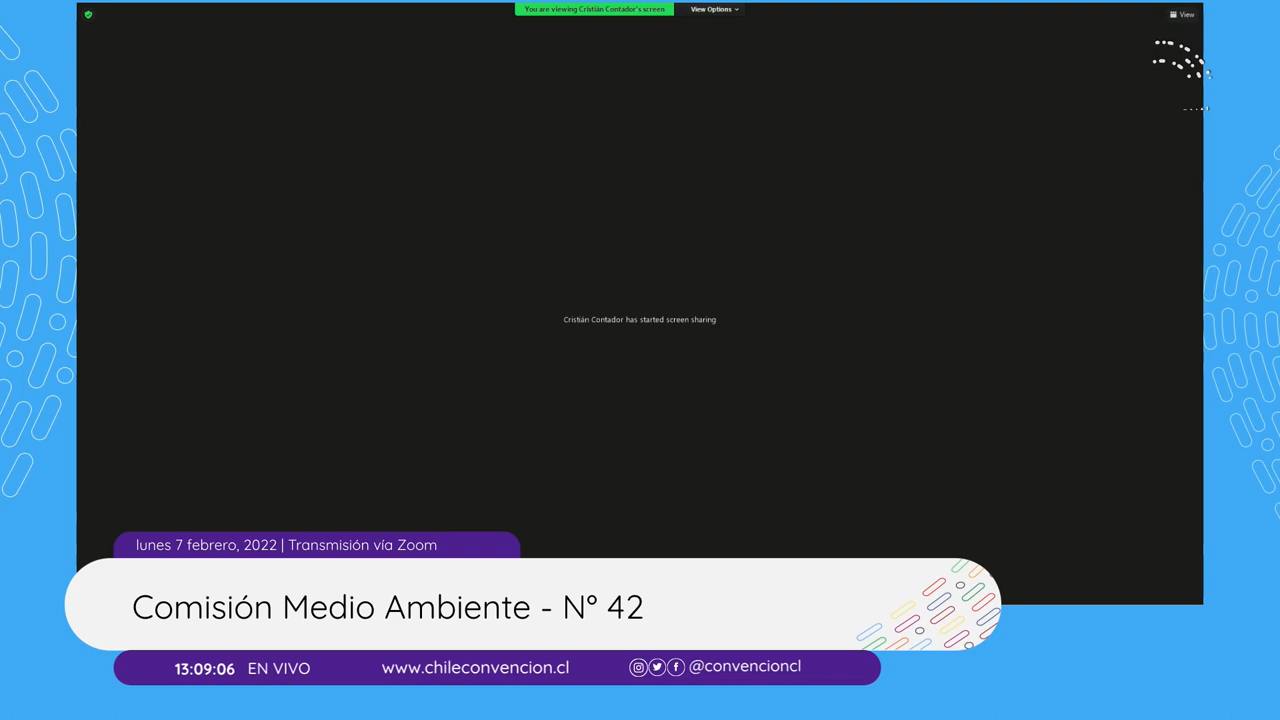 You are viewing Cristián Contador's screen
View Options
View
Cristián Contador has started screen sharing
lunes 7 febrero, 2022 | Transmisión vía Zoom
Comisión Medio Ambiente - N° 42
13:09:06 EN VIVO www.chileconvencion.cl @convencioncl